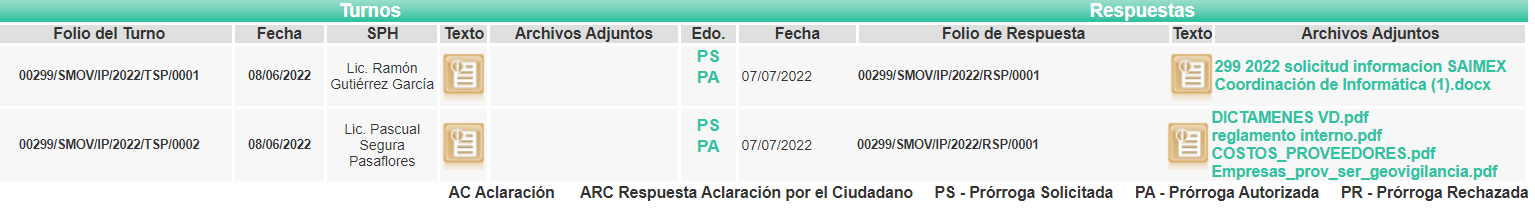 Turnos Respuestas
Folio del Turno Fecha SPH Texto Archivos Adjuntos Edo. Fecha Folio de Respuesta Texto Archivos Adjuntos
00299/SMOV/IP/2022/TSP/0001 08/06/2022 Lic. Ramón Gutiérrez García PS PA 07/07/2022 00299/SMOV/IP/2022/RSP/0001 299 2022 solicitud informacion SAIMEX
Coordinación de Informática (1).docx
00299/SMOV/IP/2022/TSP/0002 08/06/2022 Lic. Pascual Segura Pasaflores PS PA 07/07/2022 00299/SMOV/IP/2022/RSP/0001 DICTAMENES VD.pdf
reglamento interno.pdf
COSTOS_PROVEEDORES.pdf
Empresas_prov_ser_geovigilancia.pdf
AC Aclaración ARC Respuesta Aclaración por el Ciudadano PS - Prórroga Solicitada PA - Prórroga Autorizada PR - Prórroga Rechazada